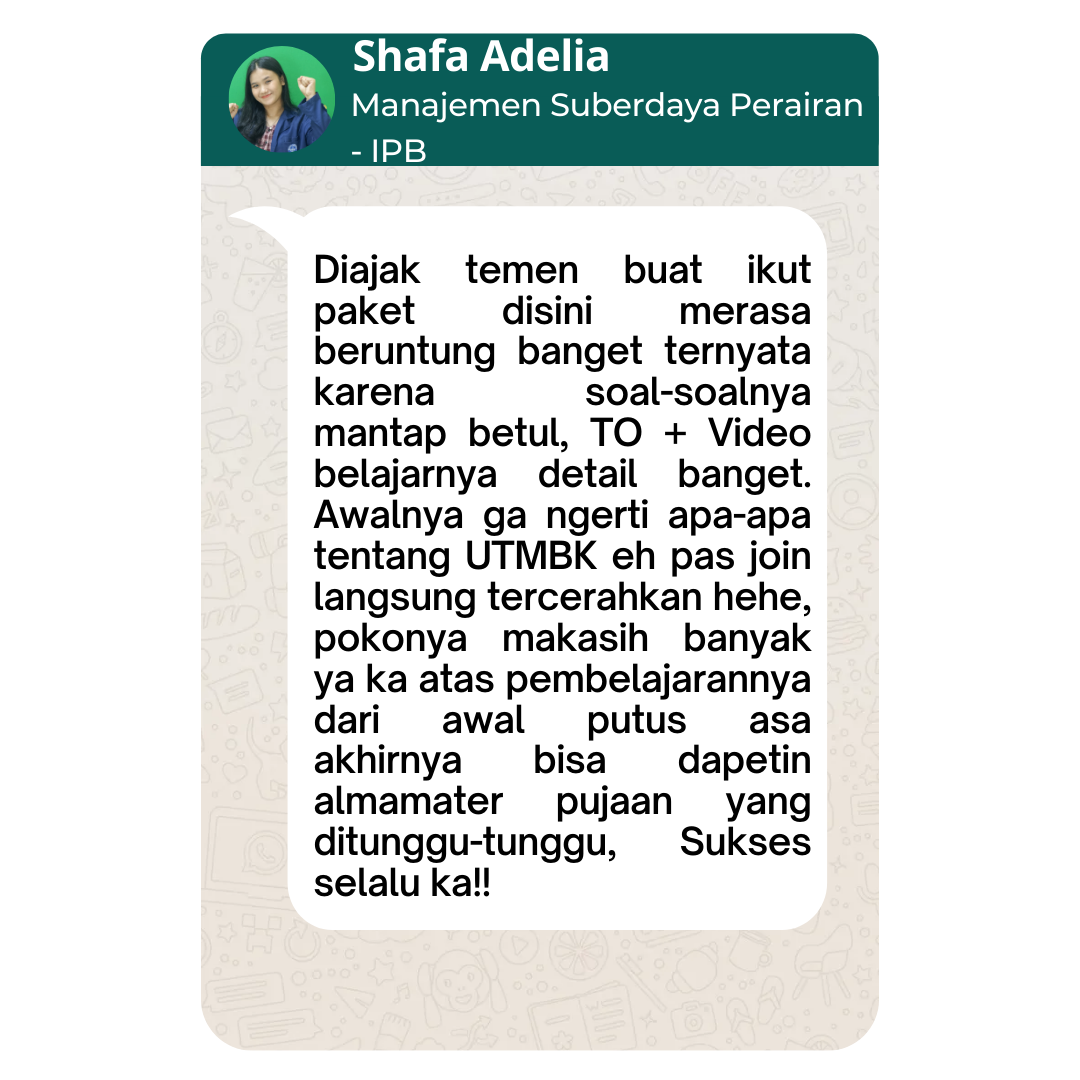 Shafa Adelia
Manajemen Suberdaya Perairan
- IPB
Diajak temen buat ikut
paket disini merasa
beruntung banget ternyata
karena soal-soalnya
mantap betul, TO + Video
belajarnya detail banget.
Awalnya ga ngerti apa-apa
tentang UTMBK eh pas join
langsung tercerahkan hehe,
pokonya makasih banyak
ya ka atas pembelajarannya
dari awal putus asa
akhirnya bisa dapetin
almamater pujaan yang
ditunggu-tunggu, Sukses
selalu ka!!